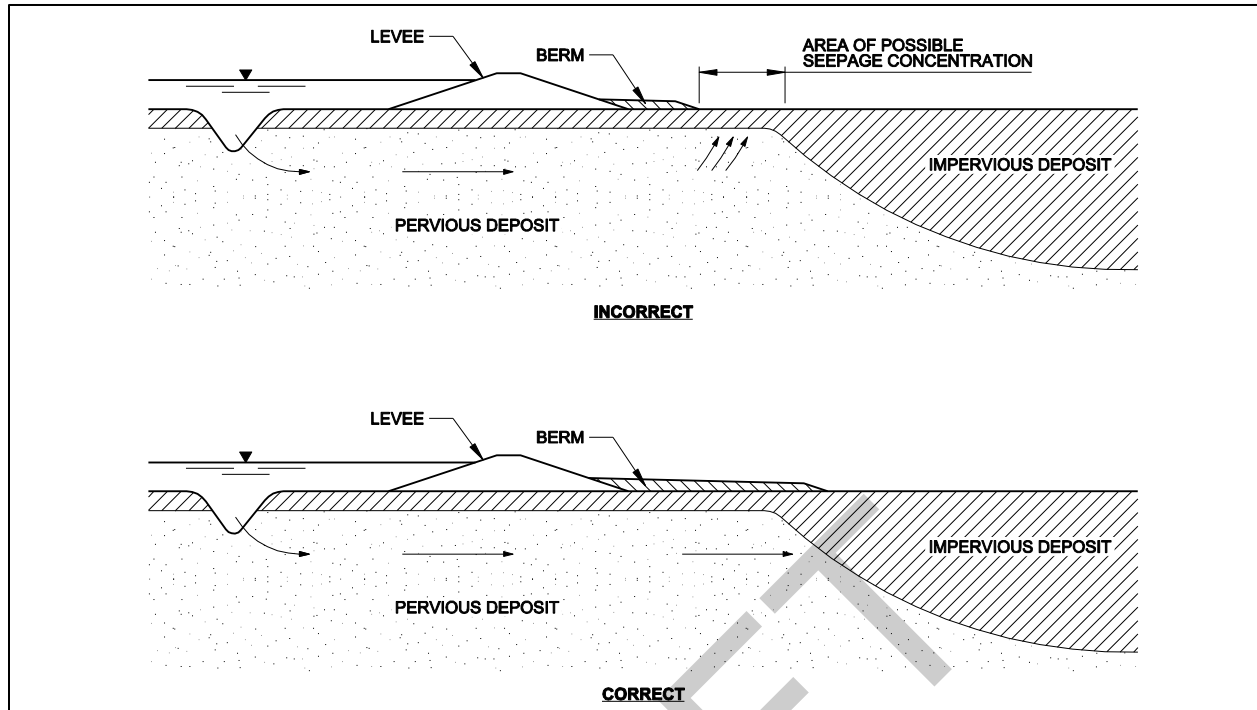 LEVEE
BERM
AREA OF POSSIBLE
SEEPAGE CONCENTRATION
IMPERVIOUS DEPOSIT
PERVIOUS DEPOSIT
INCORRECT
LEVEE
BERM
IMPERVIOUS DEPOSIT
PERVIOUS DEPOSIT
CORRECT